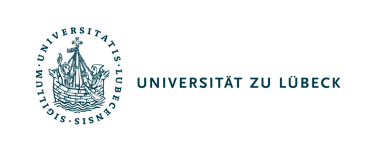 SIGILLUM · UNIVERSITATIS · LUBECENSIS ·
UNIVERSITÄT ZU LÜBECK